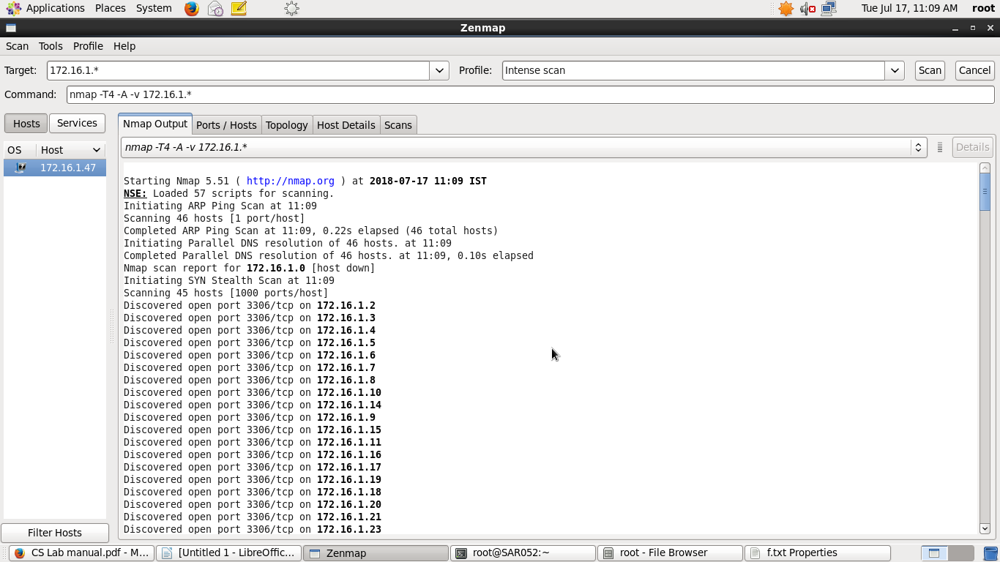 Applications Places System Tue Jul 17, 11:09 AM root
Zenmap
Scan Tools Profile Help
Target: 172.16.1.* Profile: Intense scan Scan Cancel
Command: nmap -T4 -A -v 172.16.1.*
Hosts Services Nmap Output Ports / Hosts Topology Host Details Scans
OS Host nmap -T4 -A -v 172.16.1.* Details
172.16.1.47
Starting Nmap 5.51 ( http://nmap.org ) at 2018-07-17 11:09 IST
NSE: Loaded 57 scripts for scanning.
Initiating ARP Ping Scan at 11:09
Scanning 46 hosts [1 port/host]
Completed ARP Ping Scan at 11:09, 0.22s elapsed (46 total hosts)
Initiating Parallel DNS resolution of 46 hosts. at 11:09
Completed Parallel DNS resolution of 46 hosts. at 11:09, 0.10s elapsed
Nmap scan report for 172.16.1.0 [host down]
Initiating SYN Stealth Scan at 11:09
Scanning 45 hosts [1000 ports/host]
Discovered open port 3306/tcp on 172.16.1.2
Discovered open port 3306/tcp on 172.16.1.3
Discovered open port 3306/tcp on 172.16.1.4
Discovered open port 3306/tcp on 172.16.1.5
Discovered open port 3306/tcp on 172.16.1.6
Discovered open port 3306/tcp on 172.16.1.7
Discovered open port 3306/tcp on 172.16.1.8
Discovered open port 3306/tcp on 172.16.1.10
Discovered open port 3306/tcp on 172.16.1.14
Discovered open port 3306/tcp on 172.16.1.9
Discovered open port 3306/tcp on 172.16.1.15
Discovered open port 3306/tcp on 172.16.1.11
Discovered open port 3306/tcp on 172.16.1.16
Discovered open port 3306/tcp on 172.16.1.17
Discovered open port 3306/tcp on 172.16.1.19
Discovered open port 3306/tcp on 172.16.1.18
Discovered open port 3306/tcp on 172.16.1.20
Discovered open port 3306/tcp on 172.16.1.21
Discovered open port 3306/tcp on 172.16.1.23
Filter Hosts
CS Lab manual.pdf - M... [Untitled 1 - LibreOffic... Zenmap root@SAR052:~ root - File Browser f.txt Properties